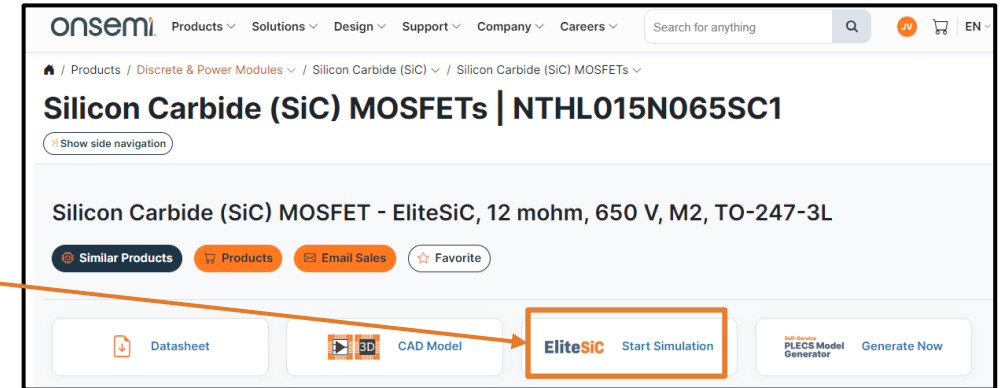 onsemi Products Solutions Design Support Company Careers Search for anything JV EN
/ Products / Discrete & Power Modules / Silicon Carbide (SiC) / Silicon Carbide (SiC) MOSFETs
Silicon Carbide (SiC) MOSFETs | NTHL015N065SC1
Show side navigation
Silicon Carbide (SiC) MOSFET - EliteSiC, 12 mohm, 650 V, M2, TO-247-3L
Similar Products Products Email Sales Favorite
Datasheet 3D CAD Model EliteSiC Start Simulation Self-Service PLECS Model Generator Generate Now